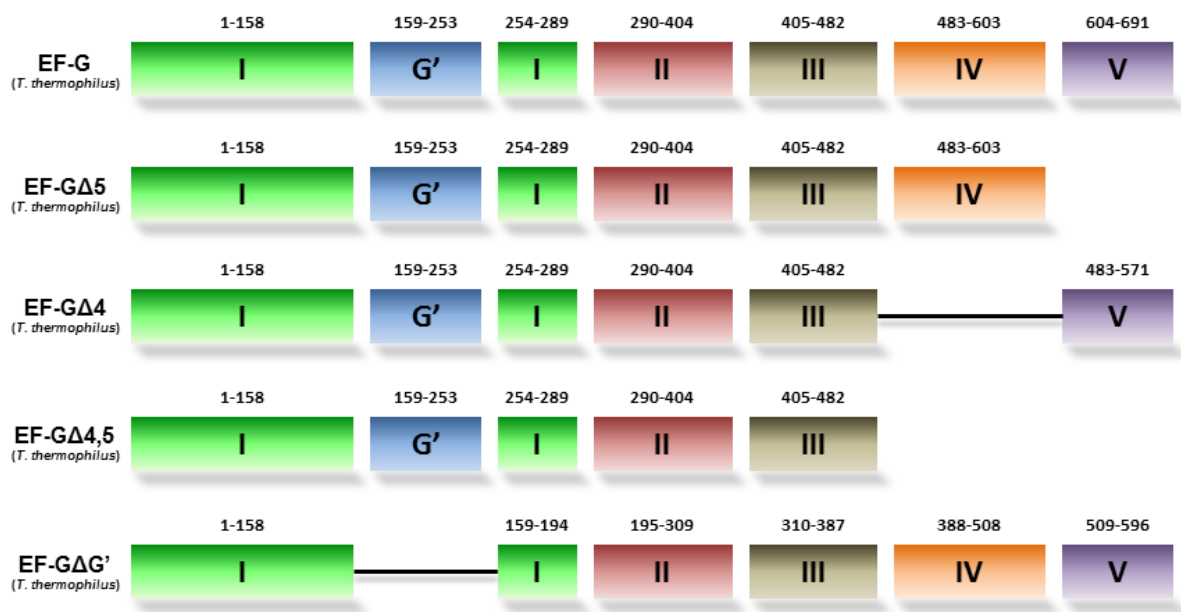 1-158 159-253 254-289 290-404 405-482 483-603 604-691
EF-G I G’ I II III IV V
(T. thermophilus)
1-158 159-253 254-289 290-404 405-482 483-603
EF-GΔ5 I G’ I II III IV
(T. thermophilus)
1-158 159-253 254-289 290-404 405-482 483-571
EF-GΔ4 I G’ I II III V
(T. thermophilus)
1-158 159-253 254-289 290-404 405-482
EF-GΔ4,5 I G’ I II III
(T. thermophilus)
1-158 159-194 195-309 310-387 388-508 509-596
EF-GΔG’ I I II III IV V
(T. thermophilus)